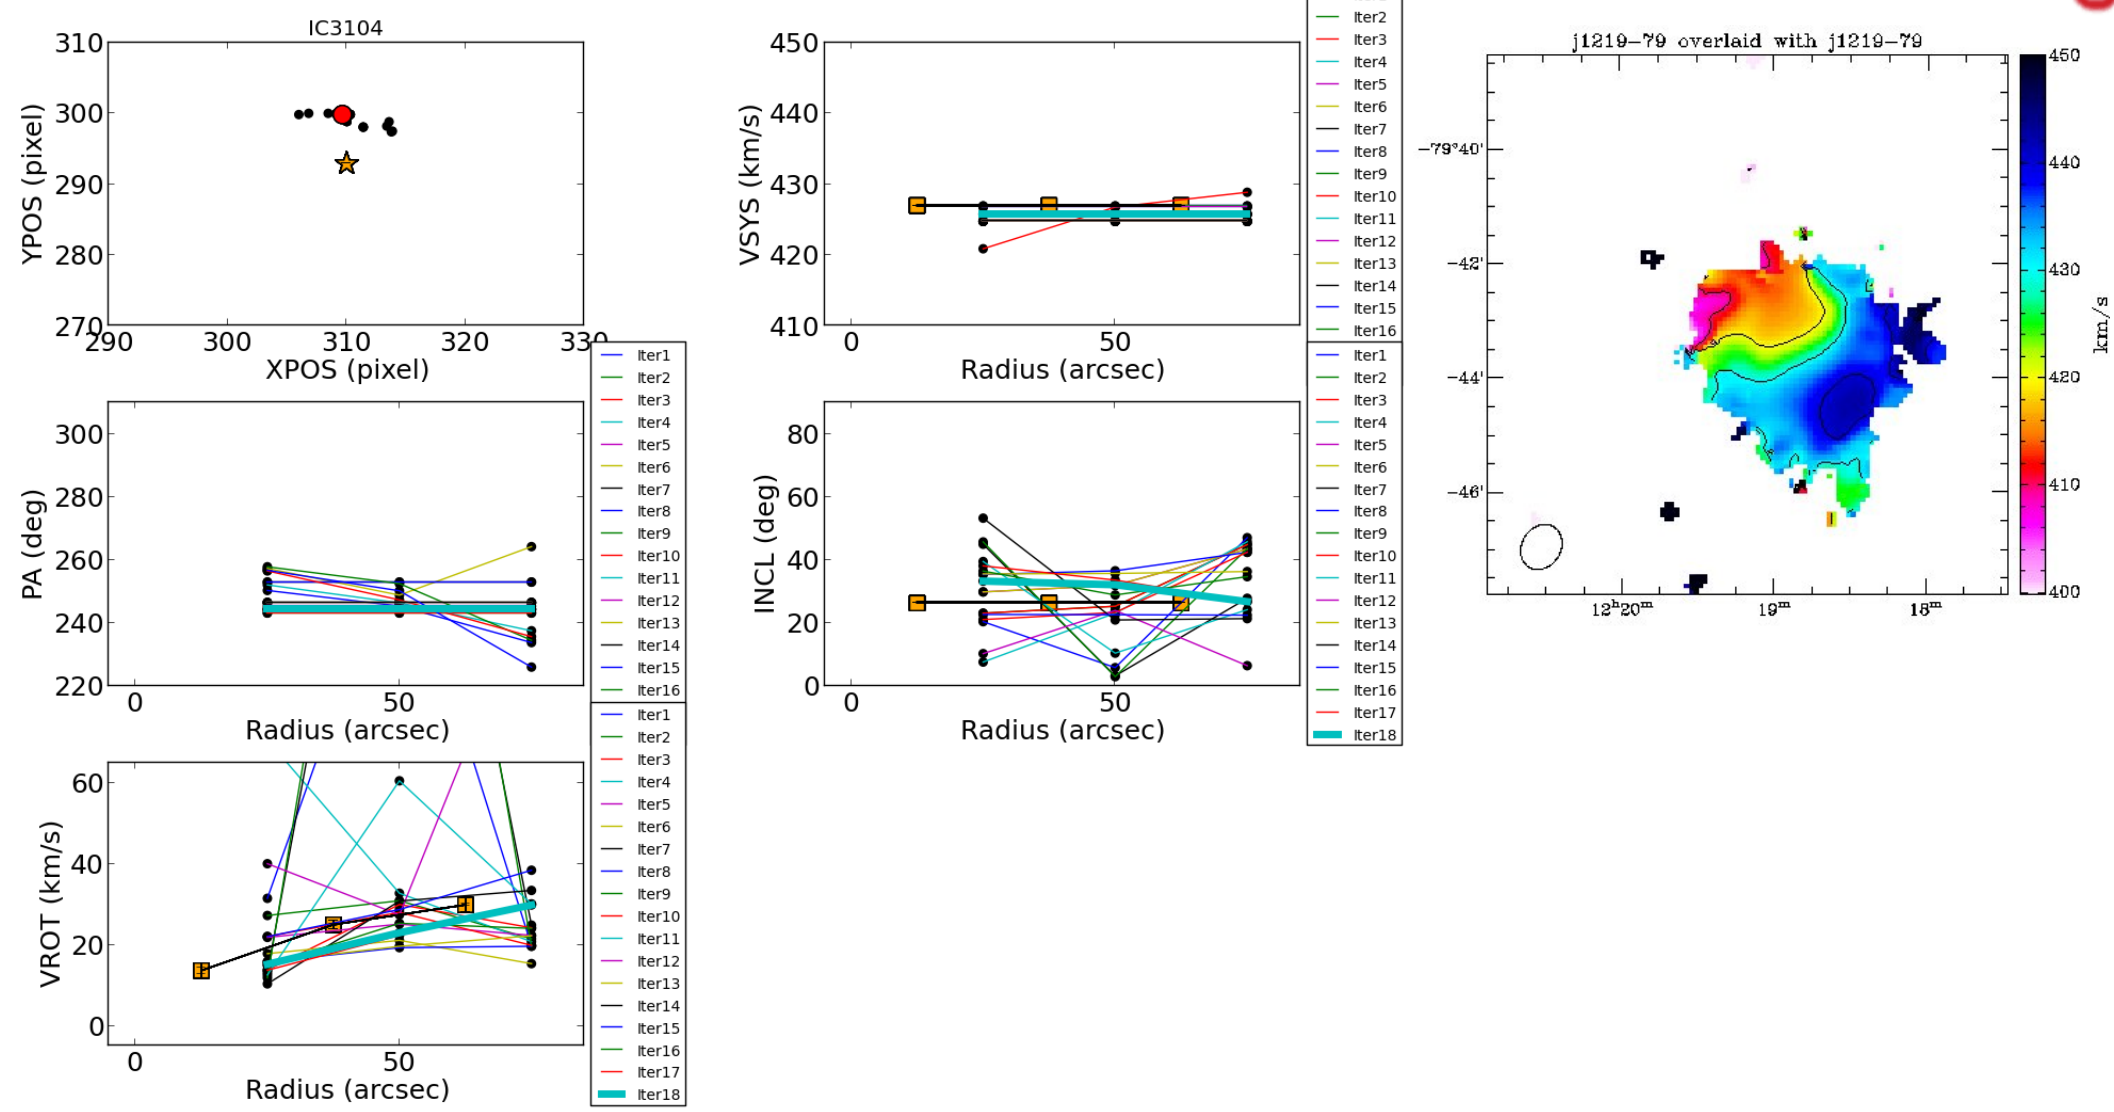 IC3104
310
300
290
280
270
290
300
310
320
330
YPOS (pixel)
XPOS (pixel)
450
440
430
420
410
0
50
VSYS (km/s)
Radius (arcsec)
Iter2
Iter3
Iter4
Iter5
Iter6
Iter7
Iter8
Iter9
Iter10
Iter11
Iter12
Iter13
Iter14
Iter15
Iter16
j1219−79 overlaid with j1219−79
−79°40'
−42'
−44'
−46'
12h20m
19m
18m
450
440
430
420
410
400
km/s
300
280
260
240
220
0
50
PA (deg)
Radius (arcsec)
Iter1
Iter2
Iter3
Iter4
Iter5
Iter6
Iter7
Iter8
Iter9
Iter10
Iter11
Iter12
Iter13
Iter14
Iter15
Iter16
80
60
40
20
0
0
50
INCL (deg)
Radius (arcsec)
Iter1
Iter2
Iter3
Iter4
Iter5
Iter6
Iter7
Iter8
Iter9
Iter10
Iter11
Iter12
Iter13
Iter14
Iter15
Iter16
Iter17
Iter18
60
40
20
0
0
50
VROT (km/s)
Radius (arcsec)
Iter1
Iter2
Iter3
Iter4
Iter5
Iter6
Iter7
Iter8
Iter9
Iter10
Iter11
Iter12
Iter13
Iter14
Iter15
Iter16
Iter17
Iter18